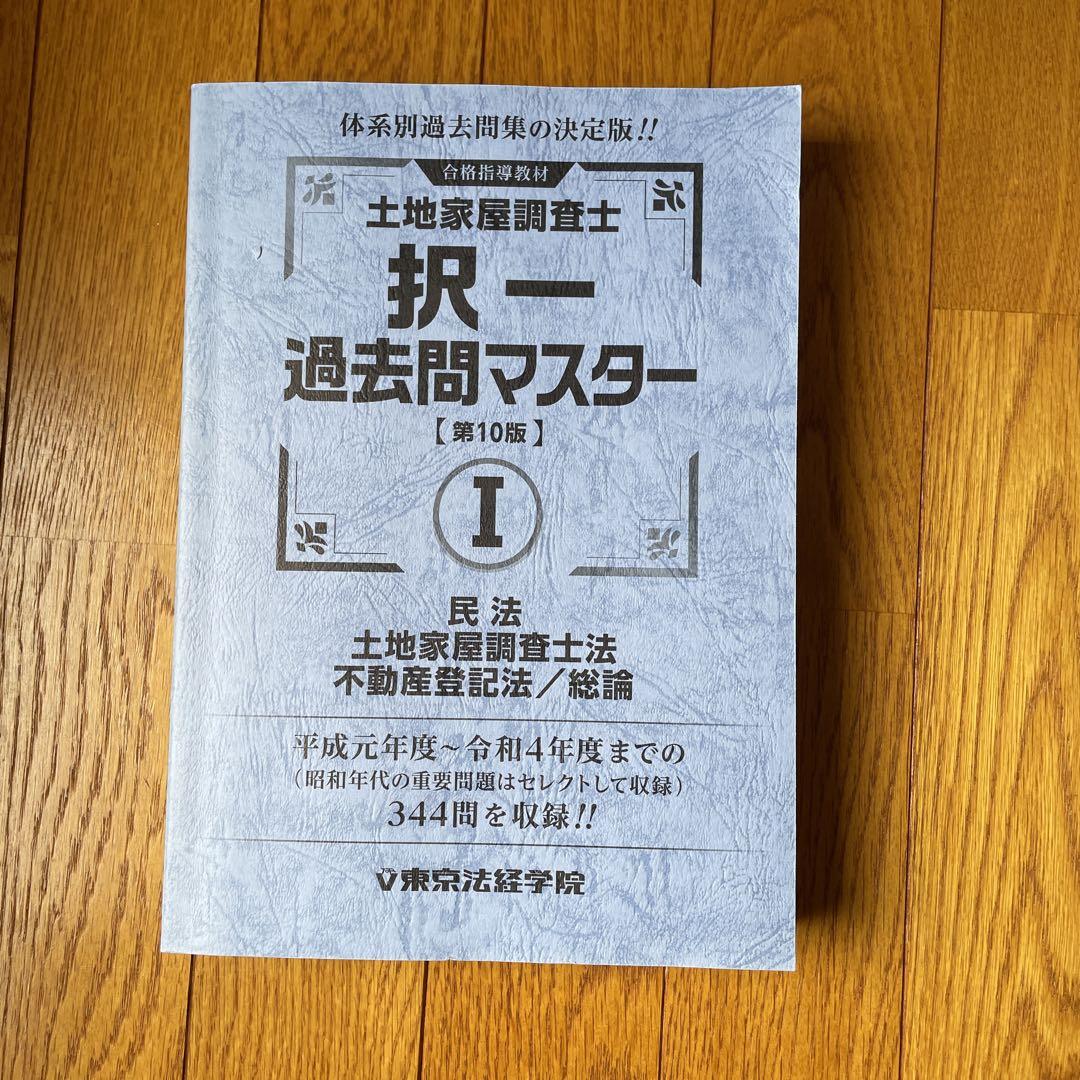 体系別過去問集の決定版!!
合格指導教材
土地家屋調査士
択一
過去問マスター
【第10版】
I
民法
土地家屋調査士法
不動産登記法／総論
平成元年度~令和4年度までの
(昭和年代の重要問題はセレクトして収録)
344問を収録!!
東京法経学院